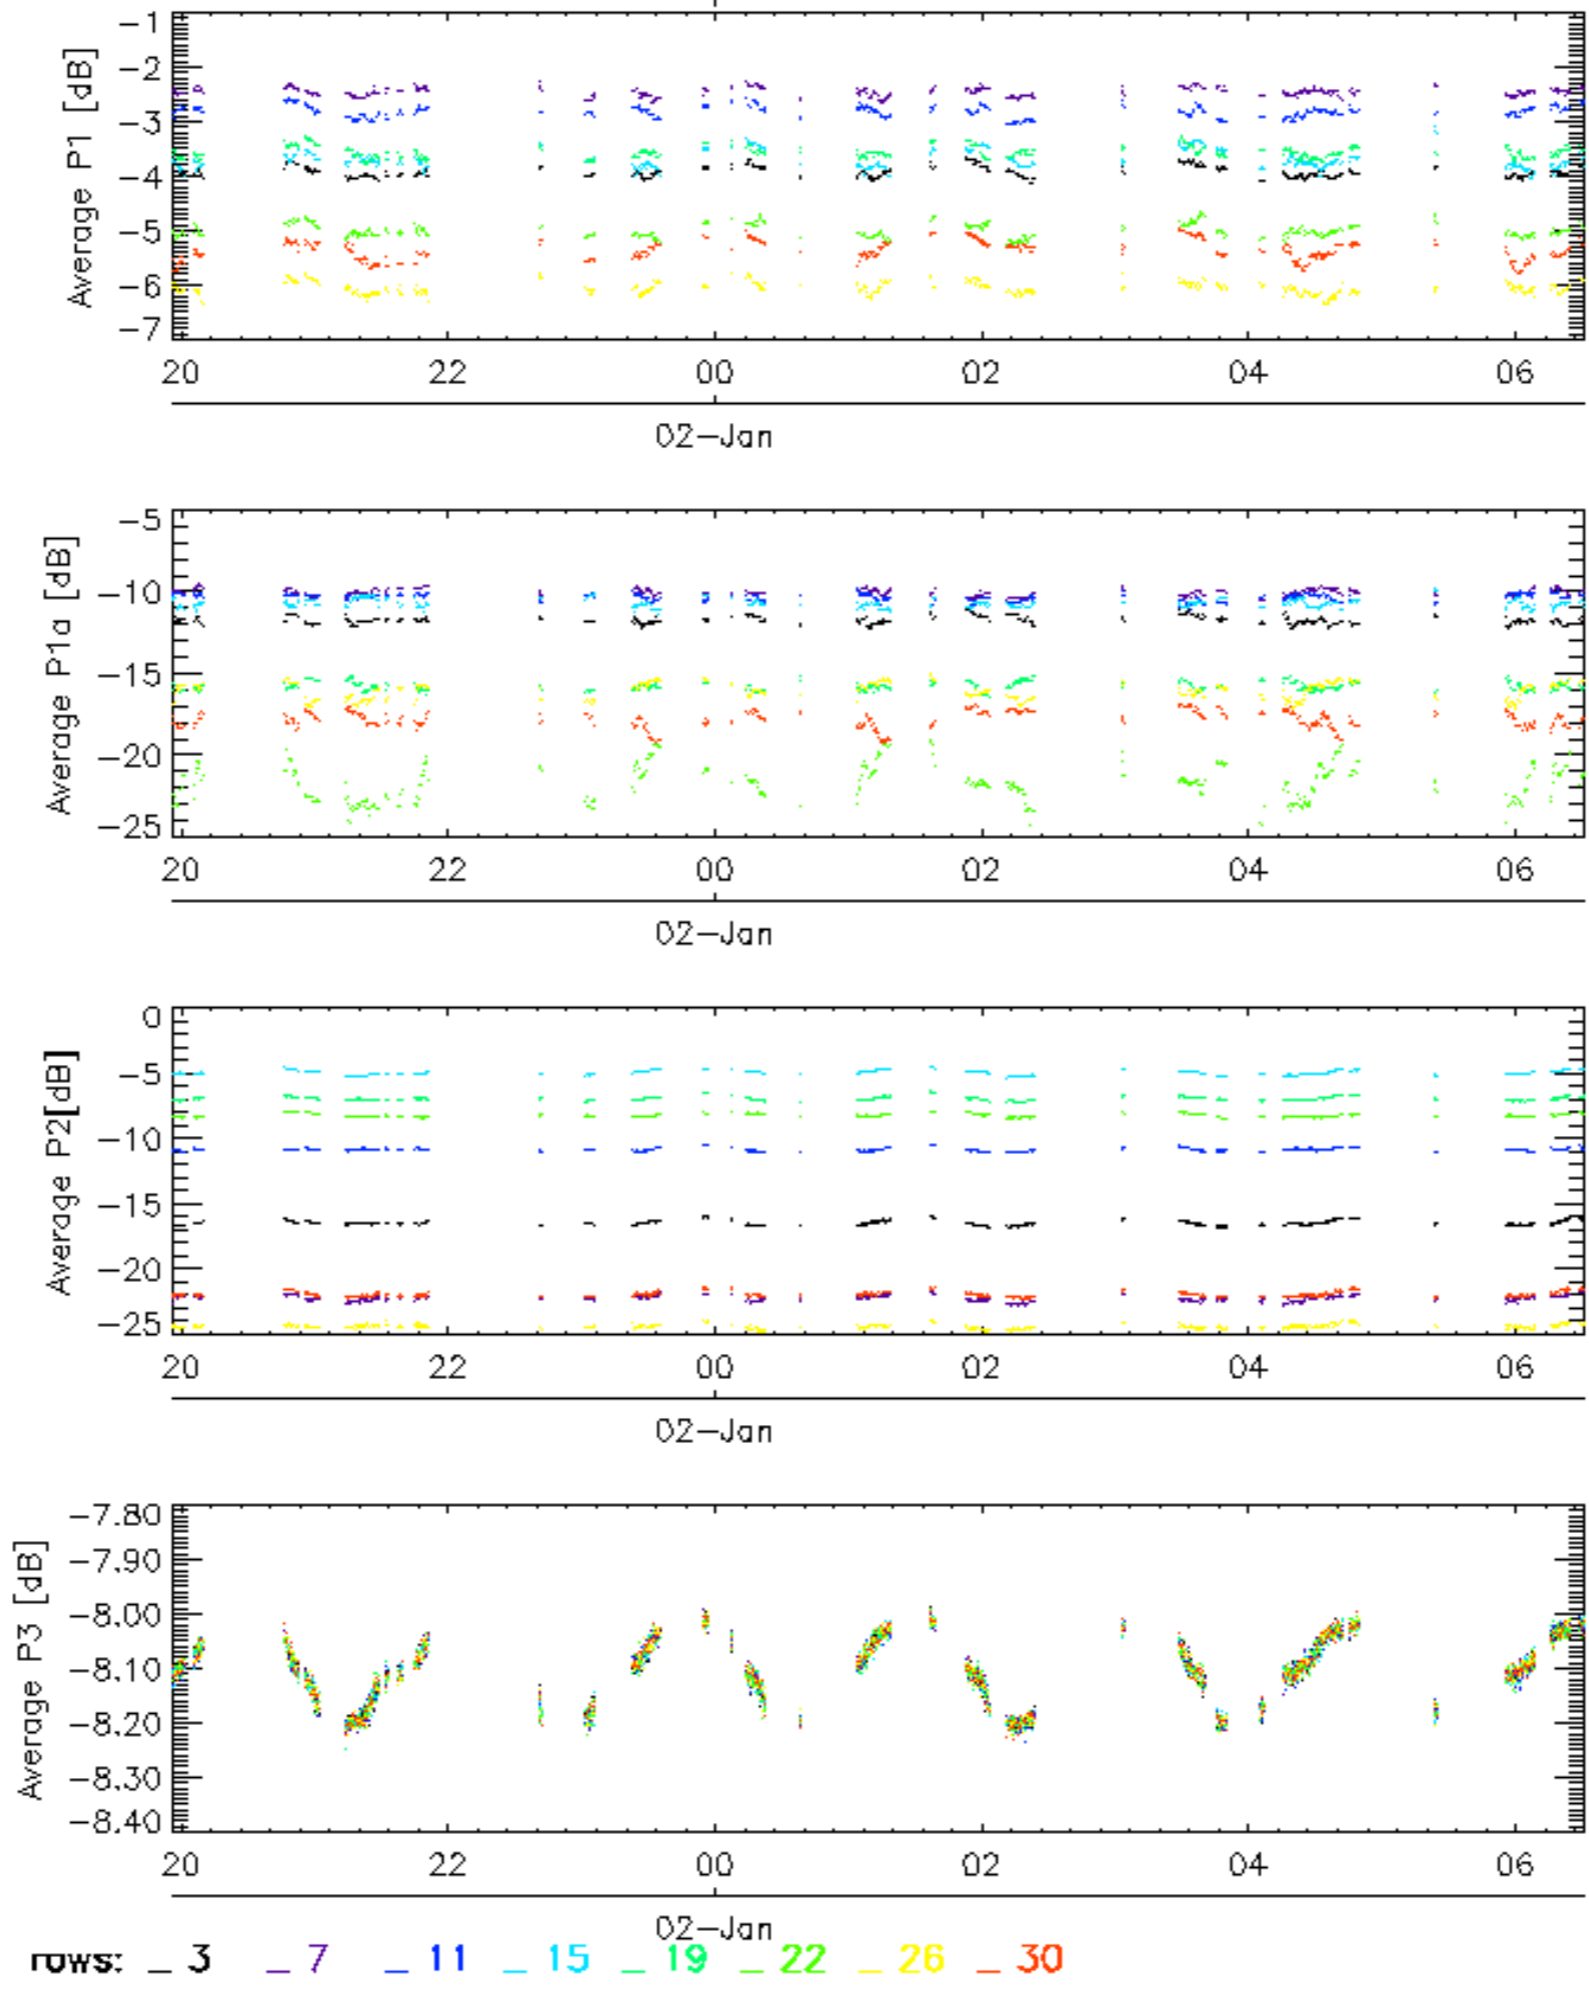 Average P1 [dB]
-1
-2
-3
-4
-5
-6
-7
20 22 00 02 04 06
02-Jan
Average P1a [dB]
-5
-10
-15
-20
-25
20 22 00 02 04 06
02-Jan
Average P2[dB]
0
-5
-10
-15
-20
-25
20 22 00 02 04 06
02-Jan
Average P3 [dB]
-7.80
-7.90
-8.00
-8.10
-8.20
-8.30
-8.40
20 22 00 02 04 06
02-Jan
rows: _ 3 _ 7 _ 11 _ 15 _ 19 _ 22 _ 26 _ 30